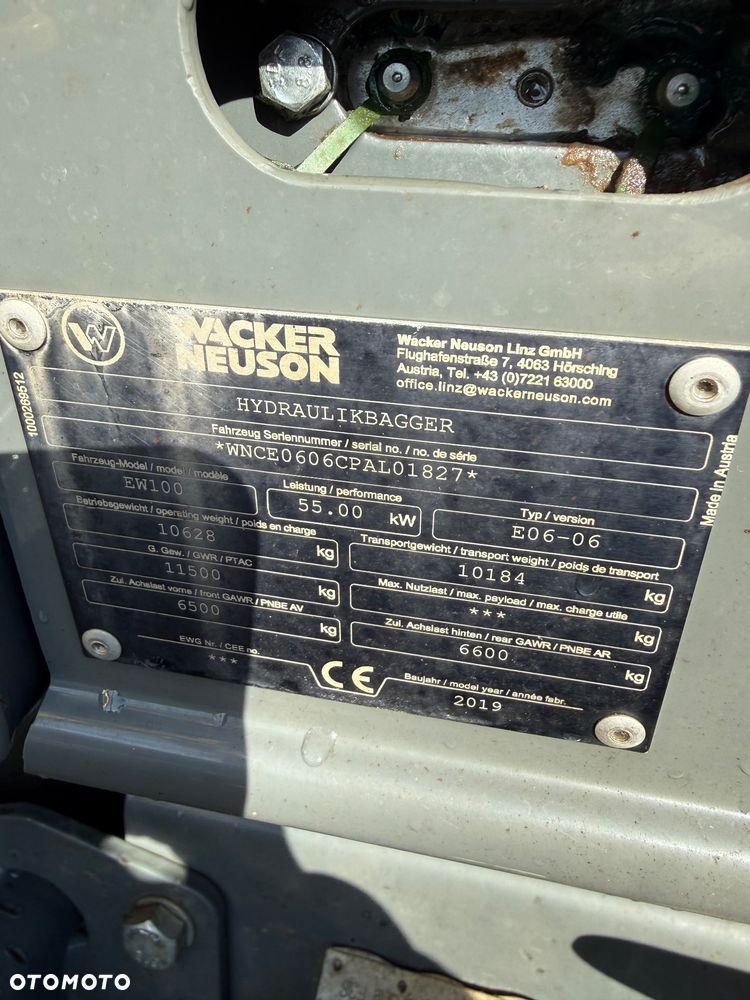 8.8
W
WACKER
NEUSON
Wacker Neuson Linz GmbH
Flughafenstraße 7, 4063 Hörsching
Austria, Tel. +43 (0)7221 63000
office.linz@wackerneuson.com
1000269512
HYDRAULIKBAGGER
Fahrzeug Seriennummer / serial no. / no. de série
*WNCE0606CPAL01827*
Fahrzeug-Model / model / modèle
EW100
Leistung / performance
55.00 kW
Typ / version
E06-06
Betriebsgewicht / operating weight / poids en charge
10628 kg
Transportgewicht / transport weight / poids de transport
10184 kg
G. Gew. / GWR / PTAC
11500 kg
Max. Nutzlast / max. payload / max. charge utile
*** kg
Zul. Achslast vorne / front GAWR / PNBE AV
6500 kg
Zul. Achslast hinten / rear GAWR / PNBE AR
6600 kg
EWG Nr. / CEE no.
***
CE
Baujahr / model year / année fabr.
2019
Made in Austria
OTOMOTO